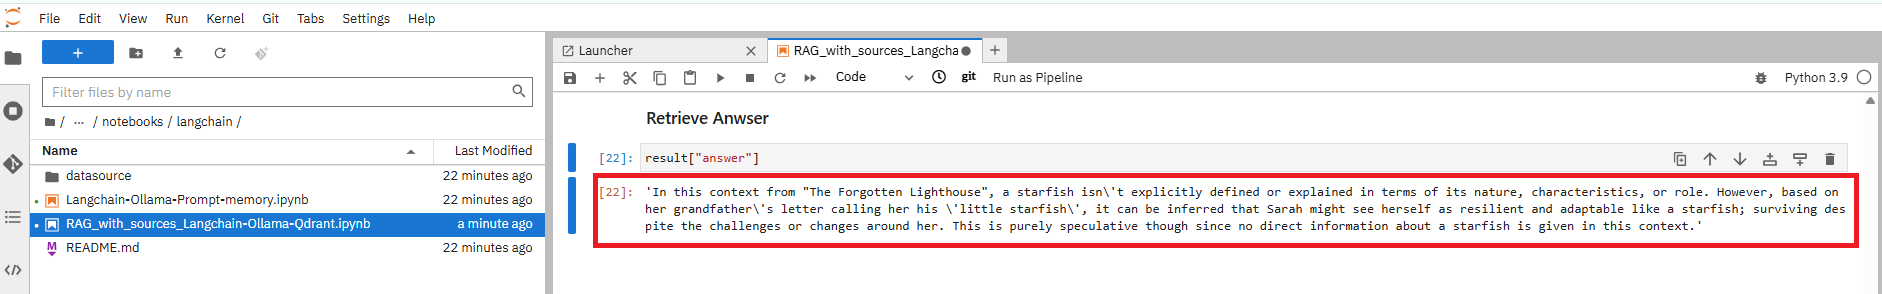 File Edit View Run Kernel Git Tabs Settings Help
+
Filter files by name
/ ... / notebooks / langchain /
Name Last Modified
datasource 22 minutes ago
Langchain-Ollama-Prompt-memory.ipynb 22 minutes ago
RAG_with_sources_Langchain-Ollama-Qdrant.ipynb a minute ago
README.md 22 minutes ago
Launcher
RAG_with_sources_Langcha
Code git Run as Pipeline Python 3.9
Retrieve Anwser
[22]: result["answer"]
[22]: 'In this context from "The Forgotten Lighthouse", a starfish isn\'t explicitly defined or explained in terms of its nature, characteristics, or role. However, based on
her grandfather\'s letter calling her his \'little starfish\', it can be inferred that Sarah might see herself as resilient and adaptable like a starfish; surviving des
pite the challenges or changes around her. This is purely speculative though since no direct information about a starfish is given in this context.'